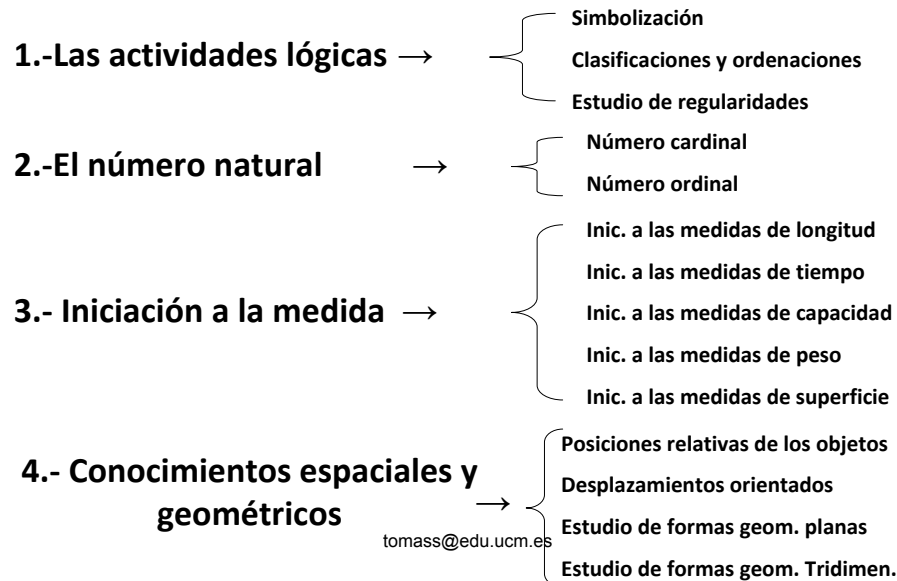 1.-Las actividades lógicas →
Simbolización
Clasificaciones y ordenaciones
Estudio de regularidades
2.-El número natural →
Número cardinal
Número ordinal
3.- Iniciación a la medida →
Inic. a las medidas de longitud
Inic. a las medidas de tiempo
Inic. a las medidas de capacidad
Inic. a las medidas de peso
Inic. a las medidas de superficie
4.- Conocimientos espaciales y
geométricos →
Posiciones relativas de los objetos
Desplazamientos orientados
Estudio de formas geom. planas
Estudio de formas geom. Tridimen.
tomass@edu.ucm.es